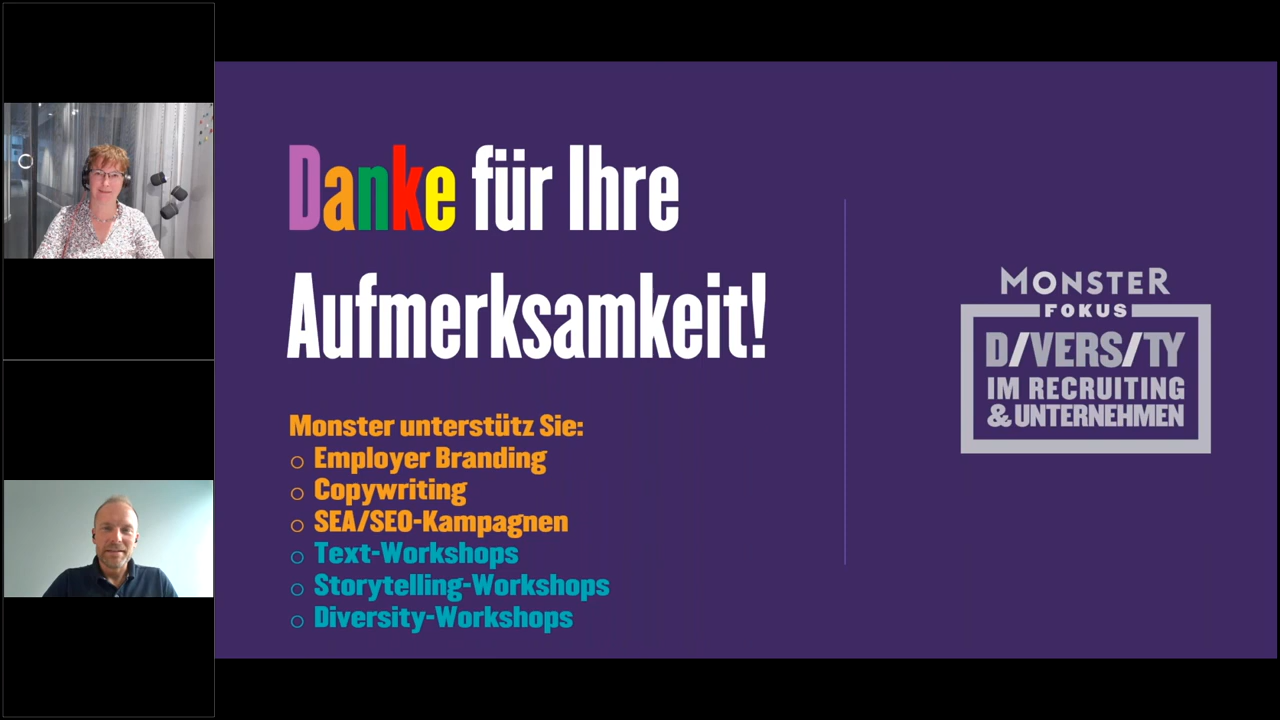 Danke für Ihre
Aufmerksamkeit!
Monster unterstütz Sie:
o Employer Branding
o Copywriting
o SEA/SEO-Kampagnen
o Text-Workshops
o Storytelling-Workshops
o Diversity-Workshops
MONSTER
FOKUS
D/VERS/TY
IM RECRUITING
& UNTERNEHMEN